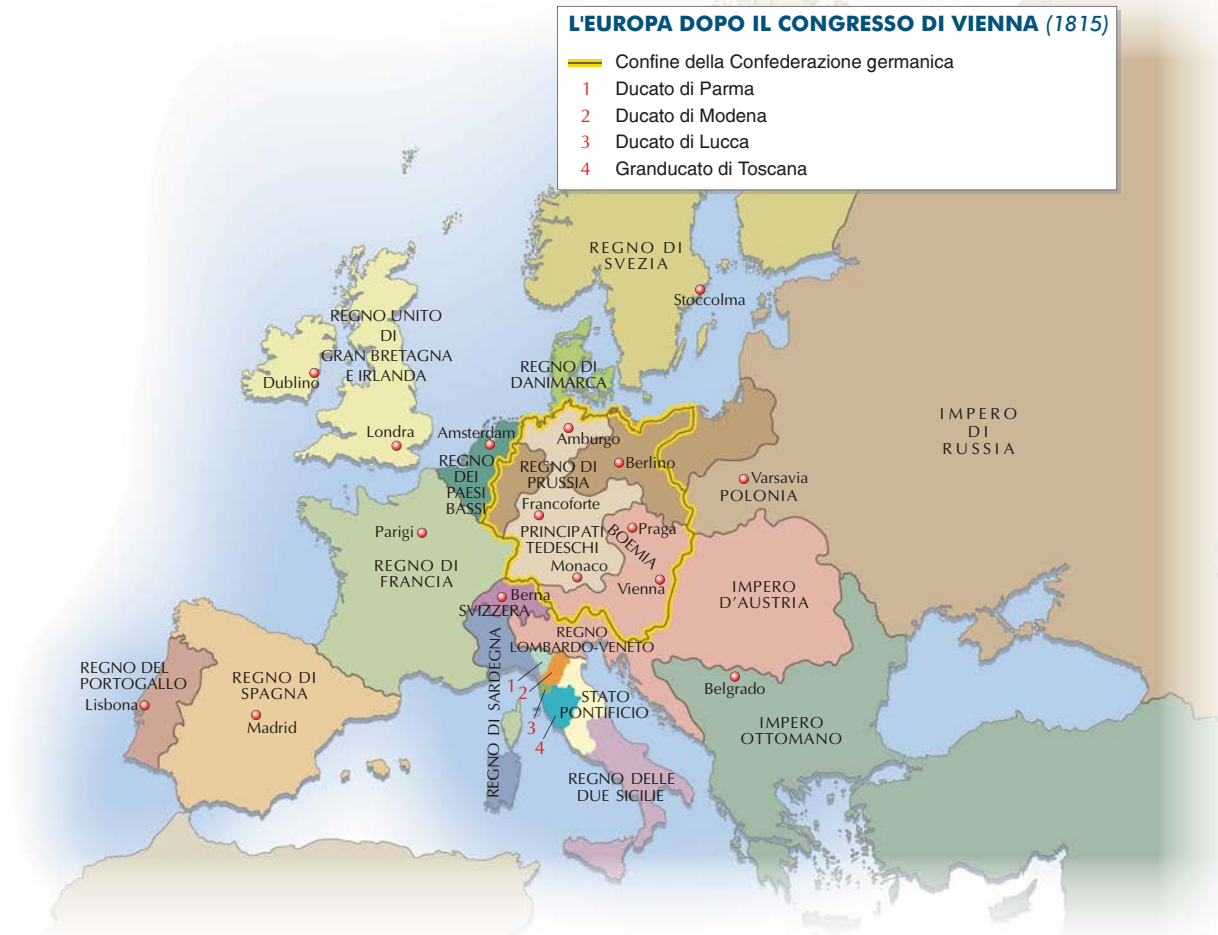 L'EUROPA DOPO IL CONGRESSO DI VIENNA (1815)
Confine della Confederazione germanica
1 Ducato di Parma
2 Ducato di Modena
3 Ducato di Lucca
4 Granducato di Toscana
REGNO DI
SVEZIA
Stoccolma
REGNO UNITO
DI
GRAN BRETAGNA
E IRLANDA
Dublino
Londra
REGNO DI
DANIMARCA
IMPERO
DI
RUSSIA
Amsterdam
REGNO
DEI
PAESI
BASSI
Amburgo
REGNO DI
PRUSSIA
Berlino
Varsavia
POLONIA
Francoforte
PRINCIPATI
TEDESCHI
Monaco
BOEMIA
Praga
Vienna
Parigi
REGNO DI
FRANCIA
IMPERO
D'AUSTRIA
Berna
SVIZZERA
REGNO
LOMBARDO-VENETO
REGNO DI SARDEGNA
REGNO DEL
PORTOGALLO
Lisbona
REGNO DI
SPAGNA
Madrid
1
2
3
4
STATO
PONTIFICIO
Belgrado
IMPERO
OTTOMANO
REGNO DELLE
DUE SICILIE